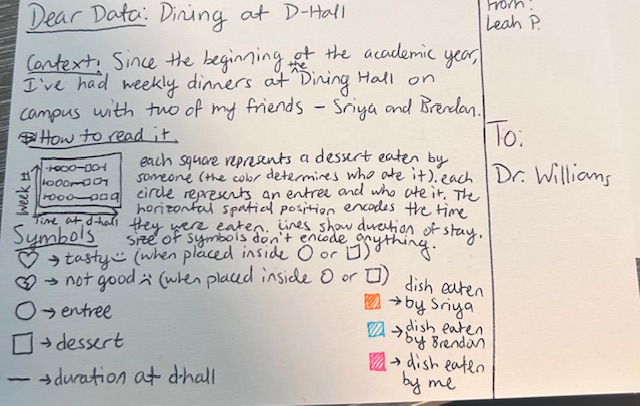 Dear Data: Dining at D-Hall
Context: Since the beginning of the academic year,
I've had weekly dinners at the Dining Hall on
campus with two of my friends – Sriya and Brendan.
How to read it
each square represents a dessert eaten by
someone (the color determines who ate it). each
circle represents an entree and who ate it. The
horizontal spatial position encodes the time
they were eaten. Lines show duration of stay.
Size of symbols don't encode anything.
Week #
Time at d-hall
Symbols
→ tasty :) (when placed inside ○ or □)
→ not good :( (when placed inside ○ or □)
→ entree
→ dessert
— → duration at d-hall
→ dish eaten by Sriya
→ dish eaten by Brendan
→ dish eaten by me
From:
Leah P.
To:
Dr. Williams